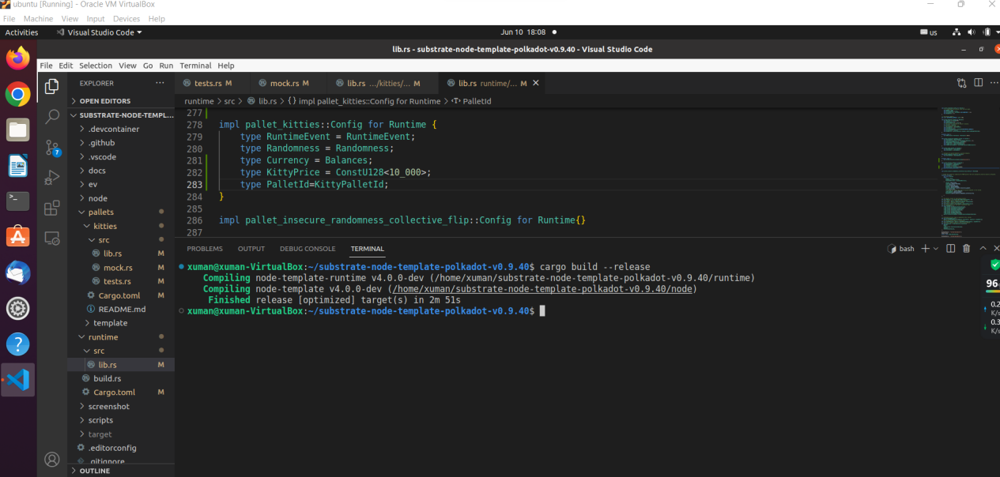 ubuntu [Running] - Oracle VM VirtualBox
File Machine View Input Devices Help
Activities Visual Studio Code Jun 10 18:08 us
lib.rs - substrate-node-template-polkadot-v0.9.40 - Visual Studio Code
File Edit Selection View Go Run Terminal Help
EXPLORER ···
OPEN EDITORS
SUBSTRATE-NODE-TEMPL...
.devcontainer
.github
.vscode
docs
ev
node
pallets
kitties
src
lib.rs M
mock.rs M
tests.rs M
Cargo.toml M
README.md
template
runtime
src
lib.rs M
build.rs
Cargo.toml M
screenshot
scripts
target
.editorconfig
.gitignore
OUTLINE
7
tests.rs M mock.rs M lib.rs .../kitties/... M lib.rs runtime/... M
runtime > src > lib.rs > {} impl pallet_kitties::Config for Runtime > PalletId
277
278 impl pallet_kitties::Config for Runtime {
279 type RuntimeEvent = RuntimeEvent;
280 type Randomness = Randomness;
281 type Currency = Balances;
282 type KittyPrice = ConstU128<10_000>;
283 type PalletId=KittyPalletId;
284 }
285
286 impl pallet_insecure_randomness_collective_flip::Config for Runtime{}
287
PROBLEMS OUTPUT DEBUG CONSOLE TERMINAL bash
xuman@xuman-VirtualBox:~/substrate-node-template-polkadot-v0.9.40$ cargo build --release
Compiling node-template-runtime v4.0.0-dev (/home/xuman/substrate-node-template-polkadot-v0.9.40/runtime)
Compiling node-template v4.0.0-dev (/home/xuman/substrate-node-template-polkadot-v0.9.40/node)
Finished release [optimized] target(s) in 2m 51s
xuman@xuman-VirtualBox:~/substrate-node-template-polkadot-v0.9.40$
96
0.2
K/s
0.3
K/s